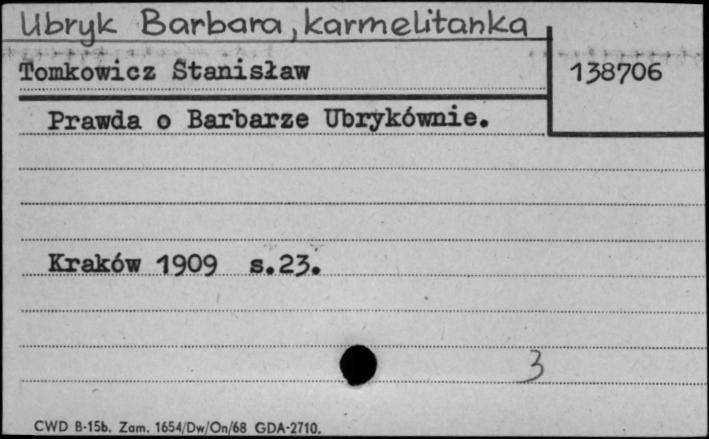 Ubryk Barbara, karmelitanka
Tomkowicz Stanisław
138706
Prawda o Barbarze Ubrykównie.
Kraków 1909 s.23.
3
CWD B-15b. Zam. 1654/Dw/On/68 GDA-2710.